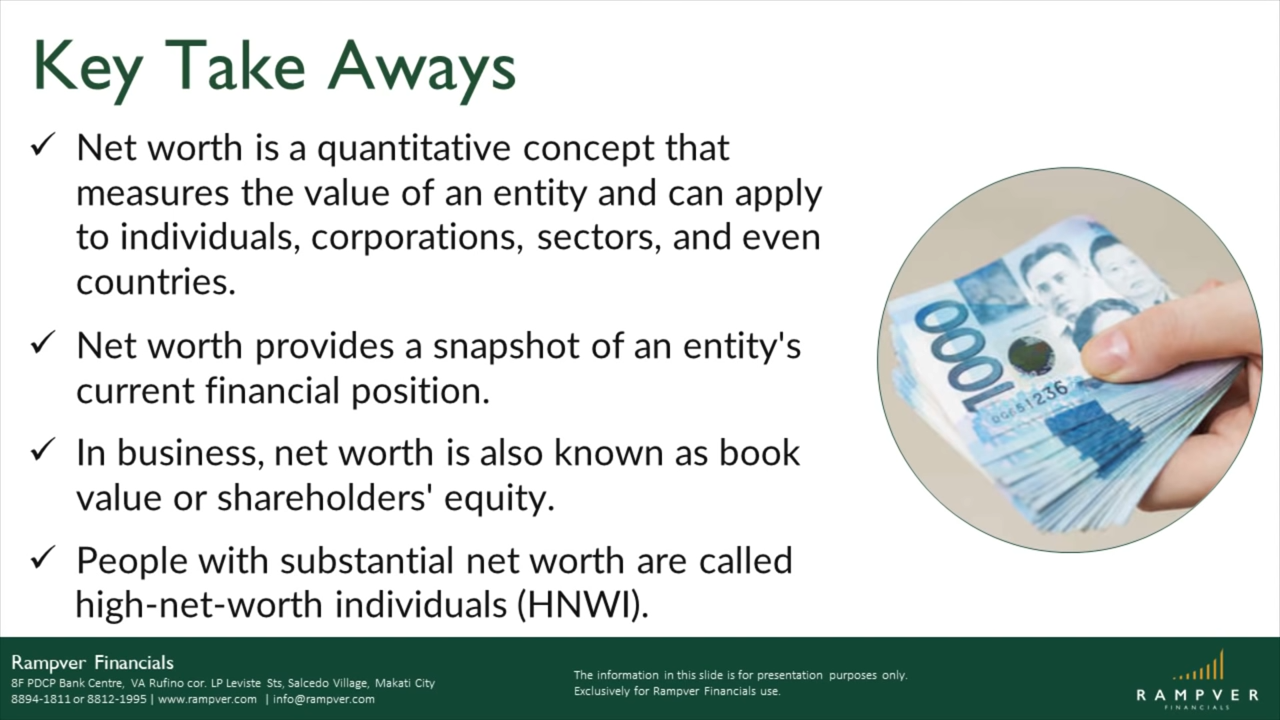 Key Take Aways
✓ Net worth is a quantitative concept that
measures the value of an entity and can apply
to individuals, corporations, sectors, and even
countries.
✓ Net worth provides a snapshot of an entity's
current financial position.
✓ In business, net worth is also known as book
value or shareholders' equity.
✓ People with substantial net worth are called
high-net-worth individuals (HNWI).
1000
Rampver Financials
8F PDCP Bank Centre, VA Rufino cor. LP Leviste Sts, Salcedo Village, Makati City
8894-1811 or 8812-1995 | www.rampver.com | info@rampver.com
The information in this slide is for presentation purposes only.
Exclusively for Rampver Financials use.
RAMPVER
FINANCIALS